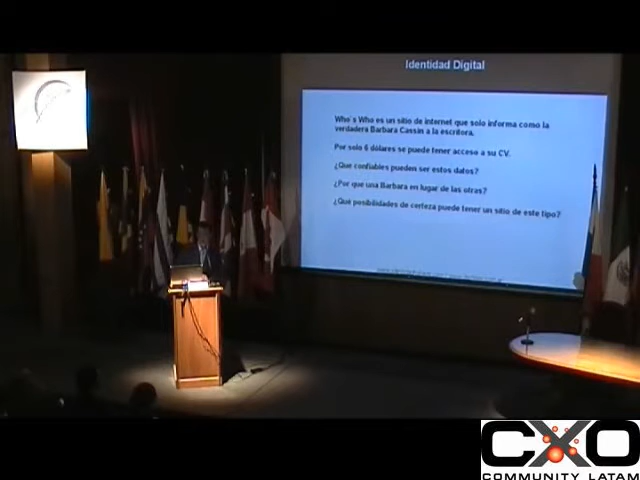 Identidad Digital
Who's Who es un sitio de internet que solo informa como la
verdadera Barbara Cassin a la escritora.
Por solo 6 dólares se puede tener acceso a su CV.
¿Que confiables pueden ser estos datos?
¿Por que una Barbara en lugar de las otras?
¿Qué posibilidades de certeza puede tener un sitio de este tipo?
CXO
COMMUNITY LATAM